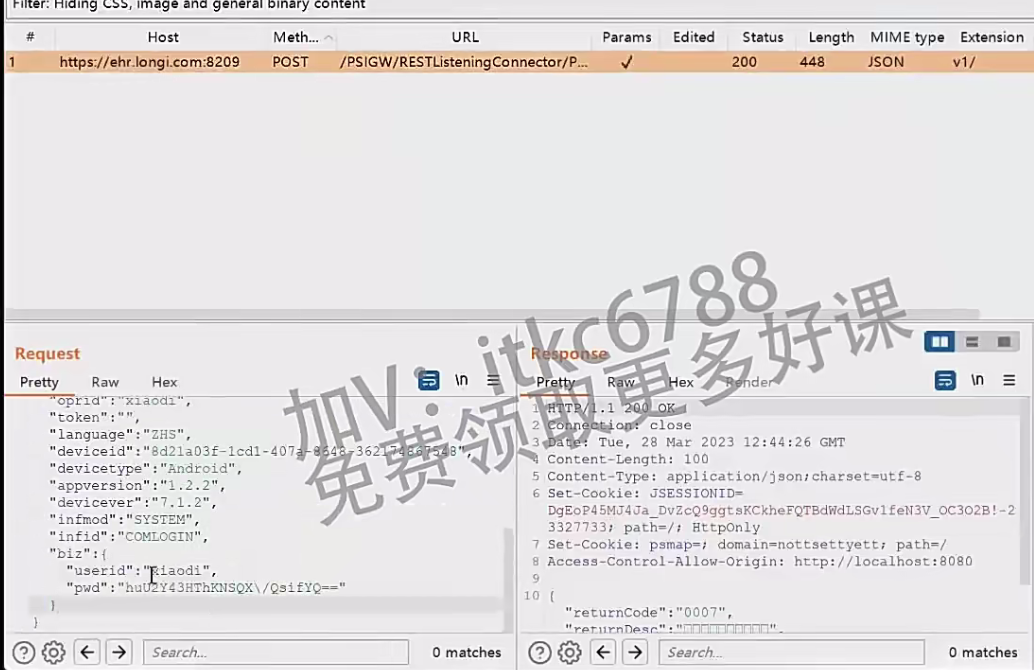 Filter: Hiding CSS, image and general binary content
# Host Meth... URL Params Edited Status Length MIME type Extension
1 https://ehr.longi.com:8209 POST /PSIGW/RESTListeningConnector/P... ✓ 200 448 JSON v1/
加V：itkc6788
免费领取更多好课
Request
Pretty Raw Hex
\n
"oprid":"xiaodi",
"token":"",
"language":"ZHS",
"deviceid":"8d21a03f-1cd1-407a-8648-362174867548",
"devicetype":"Android",
"appversion":"1.2.2",
"devicever":"7.1.2",
"infmod":"SYSTEM",
"infid":"COMLOGIN",
"biz":{
"userid":"xiaodi",
"pwd":"huU2Y43HThKNSQX\/QsifYQ=="
}
}
Search...
0 matches
Response
Pretty Raw Hex Render
\n
1 HTTP/1.1 200 OK
2 Connection: close
3 Date: Tue, 28 Mar 2023 12:44:26 GMT
4 Content-Length: 100
5 Content-Type: application/json;charset=utf-8
6 Set-Cookie: JSESSIONID=
DgEoP45MJ4Ja_DvZcQ9ggtsKCkheFQTBdWdLSGvlfeN3V_OC3O2B!-2
3327733; path=/; HttpOnly
7 Set-Cookie: psmap=; domain=nottsettyett; path=/
8 Access-Control-Allow-Origin: http://localhost:8080
9
10 {
"returnCode":"0007",
"returnDesc":"
Search...
0 matches